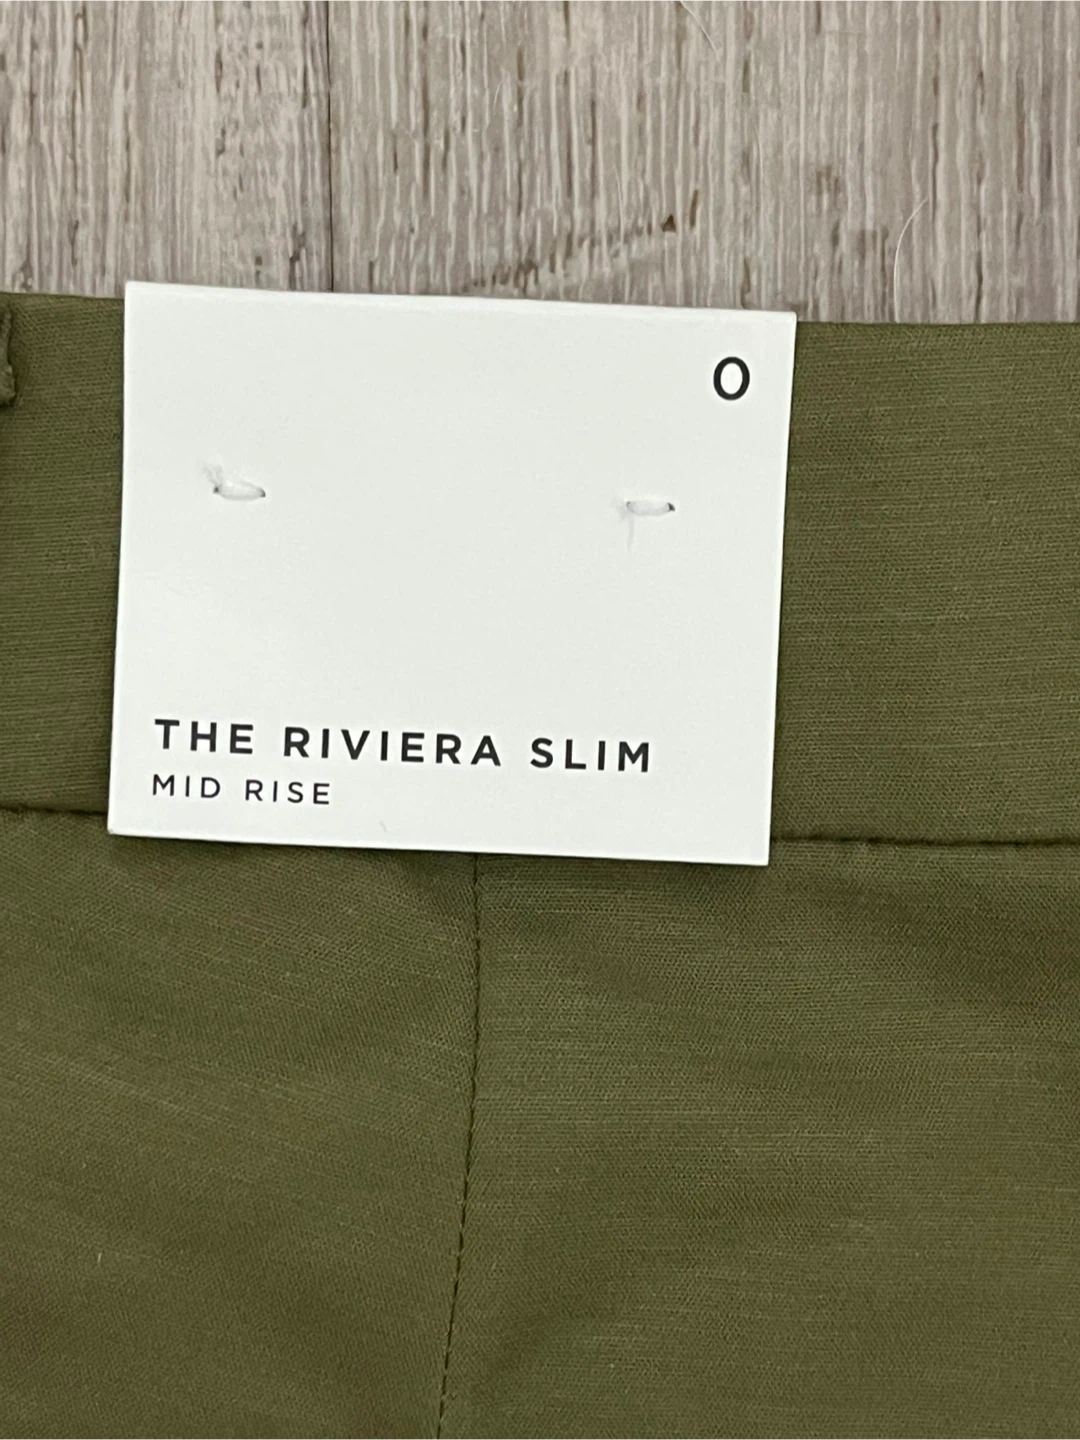 0
THE RIVIERA SLIM
MID RISE